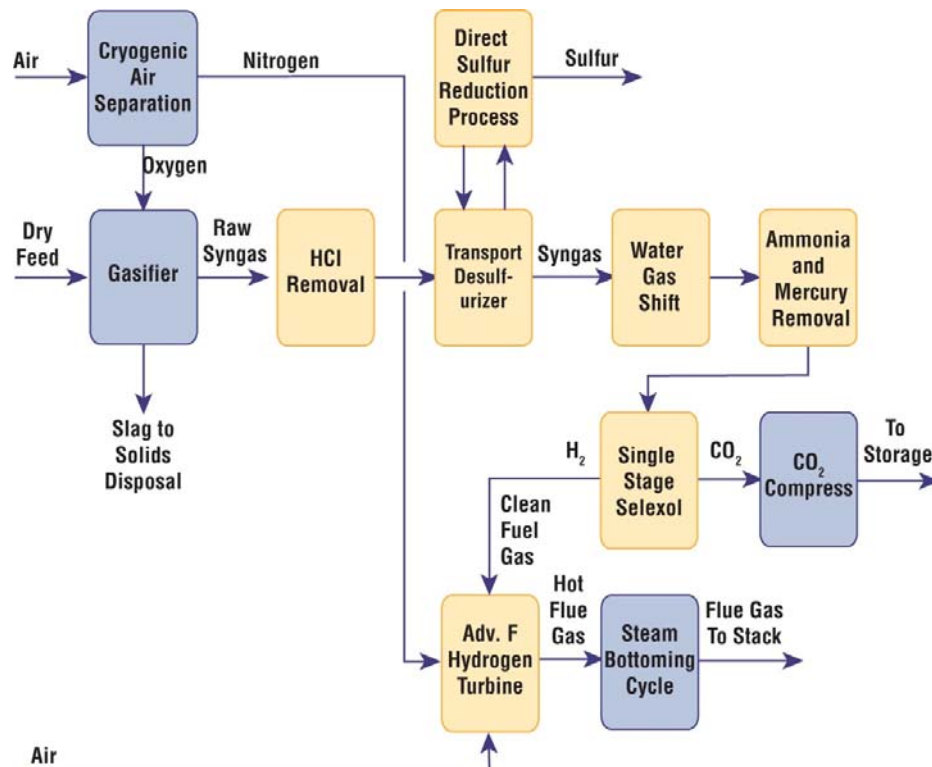 Air
Cryogenic
Air
Separation
Nitrogen
Direct
Sulfur
Reduction
Process
Sulfur
Oxygen
Dry
Feed
Gasifier
Raw
Syngas
HCl
Removal
Transport
Desulf-
urizer
Syngas
Water
Gas
Shift
Ammonia
and
Mercury
Removal
Slag to
Solids
Disposal
H₂
Clean
Fuel
Gas
Single
Stage
Selexol
CO₂
CO₂
Compress
To
Storage
Adv. F
Hydrogen
Turbine
Hot
Flue
Gas
Steam
Bottoming
Cycle
Flue Gas
To Stack
Air